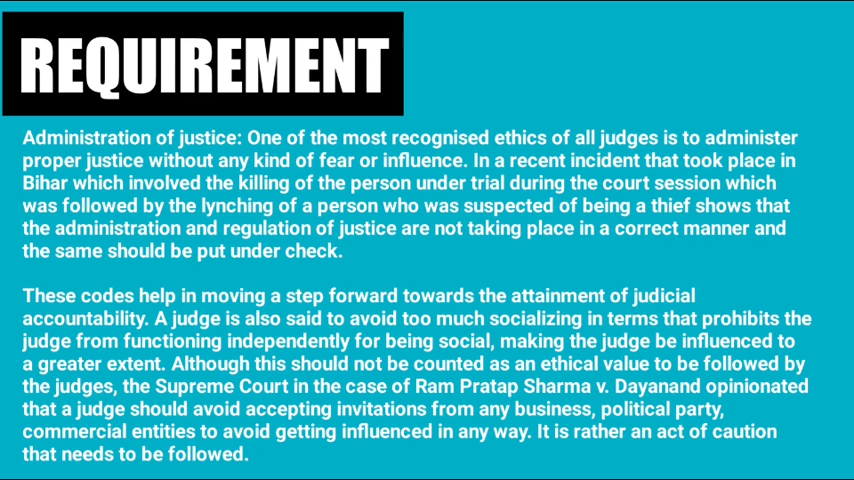 REQUIREMENT
Administration of justice: One of the most recognised ethics of all judges is to administer
proper justice without any kind of fear or influence. In a recent incident that took place in
Bihar which involved the killing of the person under trial during the court session which
was followed by the lynching of a person who was suspected of being a thief shows that
the administration and regulation of justice are not taking place in a correct manner and
the same should be put under check.
These codes help in moving a step forward towards the attainment of judicial
accountability. A judge is also said to avoid too much socializing in terms that prohibits the
judge from functioning independently for being social, making the judge be influenced to
a greater extent. Although this should not be counted as an ethical value to be followed by
the judges, the Supreme Court in the case of Ram Pratap Sharma v. Dayanand opinionated
that a judge should avoid accepting invitations from any business, political party,
commercial entities to avoid getting influenced in any way. It is rather an act of caution
that needs to be followed.